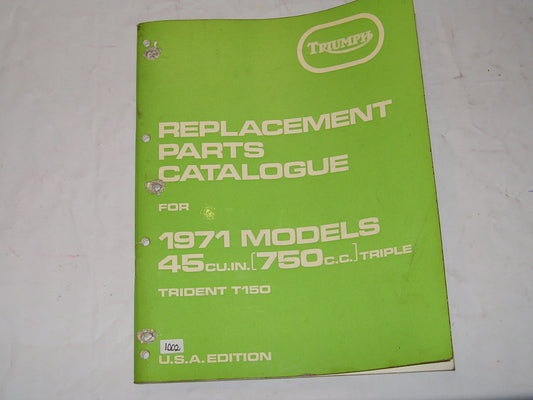 TRIUMPH
REPLACEMENT
PARTS
CATALOGUE
FOR
1971 MODELS
45 CU.IN. [750 C.C.] TRIPLE
TRIDENT T150
1002
U.S.A. EDITION